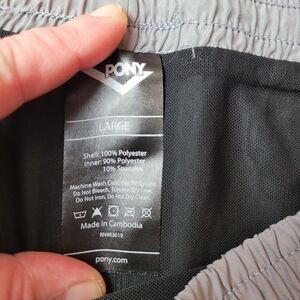 PONY
LARGE
Shell: 100% Polyester
Inner: 90% Polyester
10% Spandex
Machine Wash Cold, Gentle Cycle
Do Not Bleach, Tumble Dry Low
Do Not Iron, Do Not Dry Clean.
Made In Cambodia
pony.com